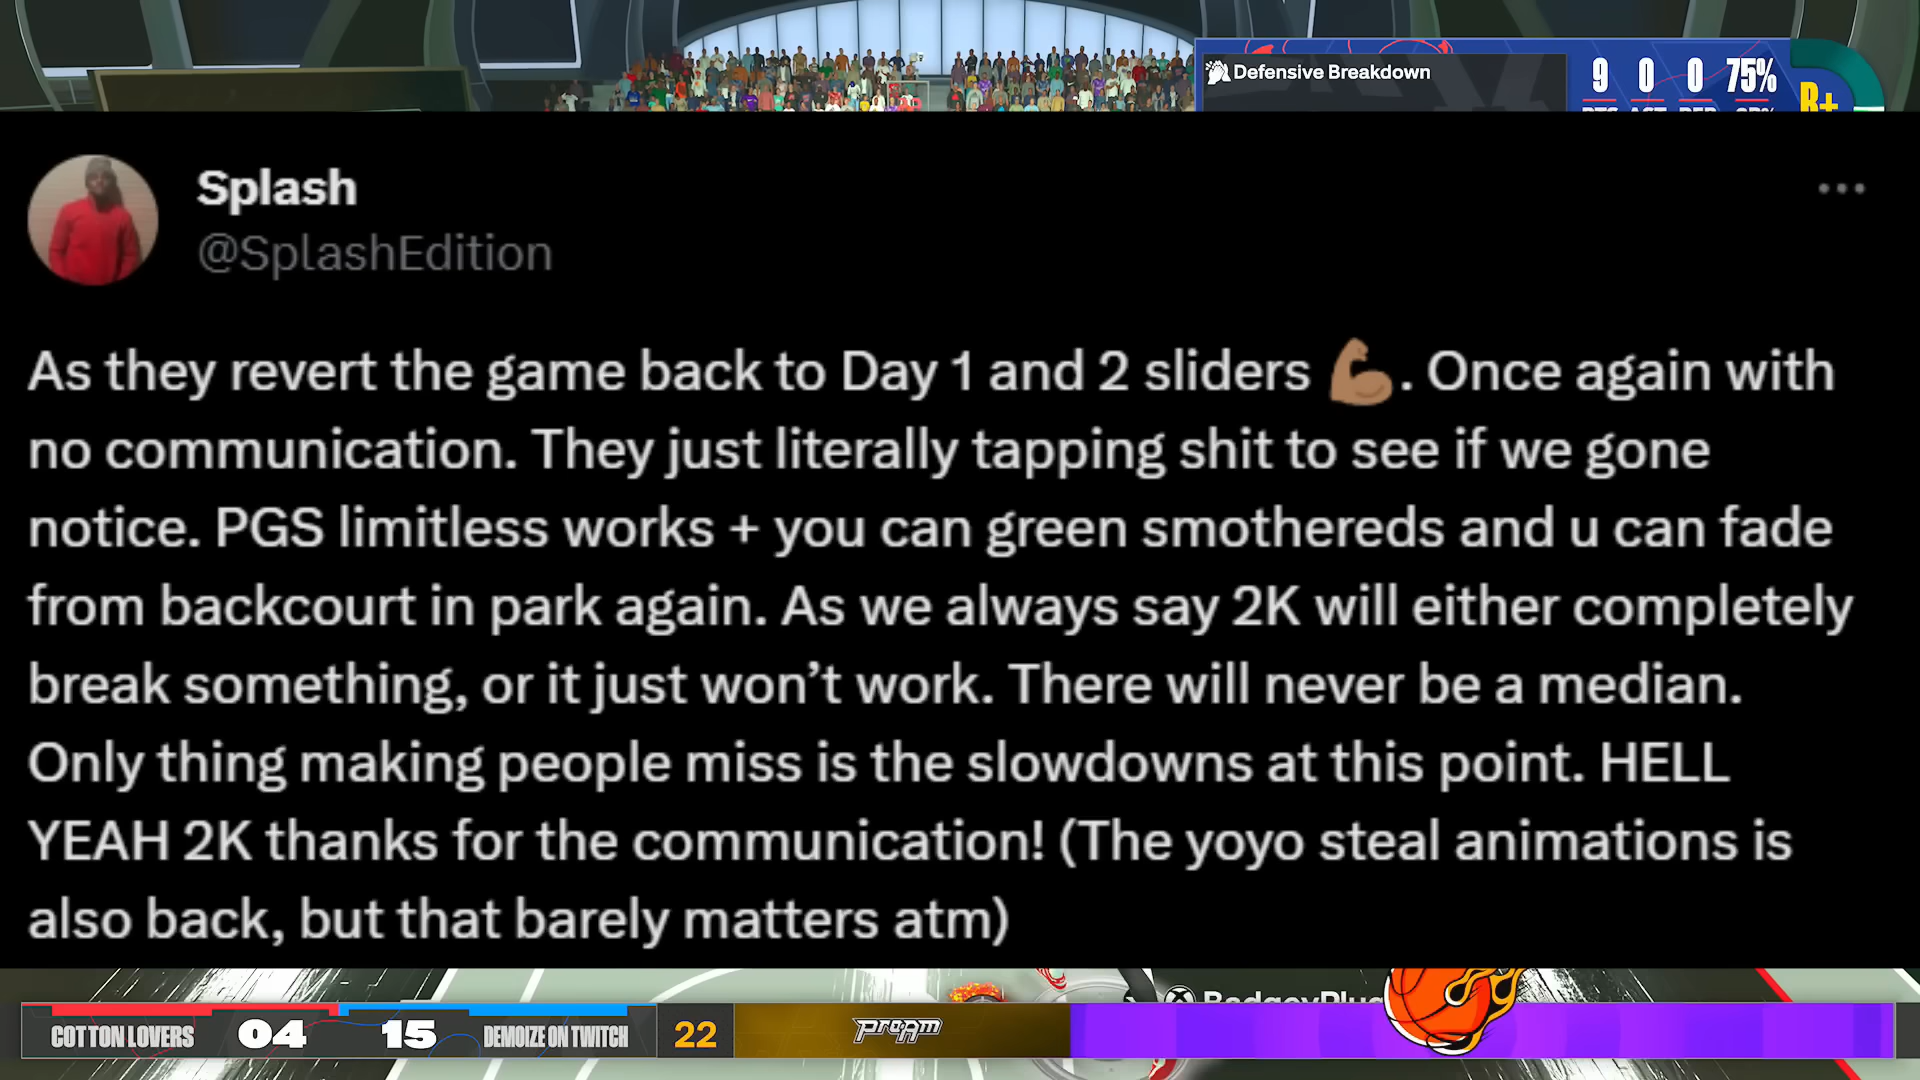 Defensive Breakdown
9 0 0 75%
B+
Splash
@SplashEdition
As they revert the game back to Day 1 and 2 sliders 💪🏽. Once again with
no communication. They just literally tapping shit to see if we gone
notice. PGS limitless works + you can green smothereds and u can fade
from backcourt in park again. As we always say 2K will either completely
break something, or it just won’t work. There will never be a median.
Only thing making people miss is the slowdowns at this point. HELL
YEAH 2K thanks for the communication! (The yoyo steal animations is
also back, but that barely matters atm)
COTTON LOVERS 04 15 DEMOIZE ON TWITCH 22 PROAM